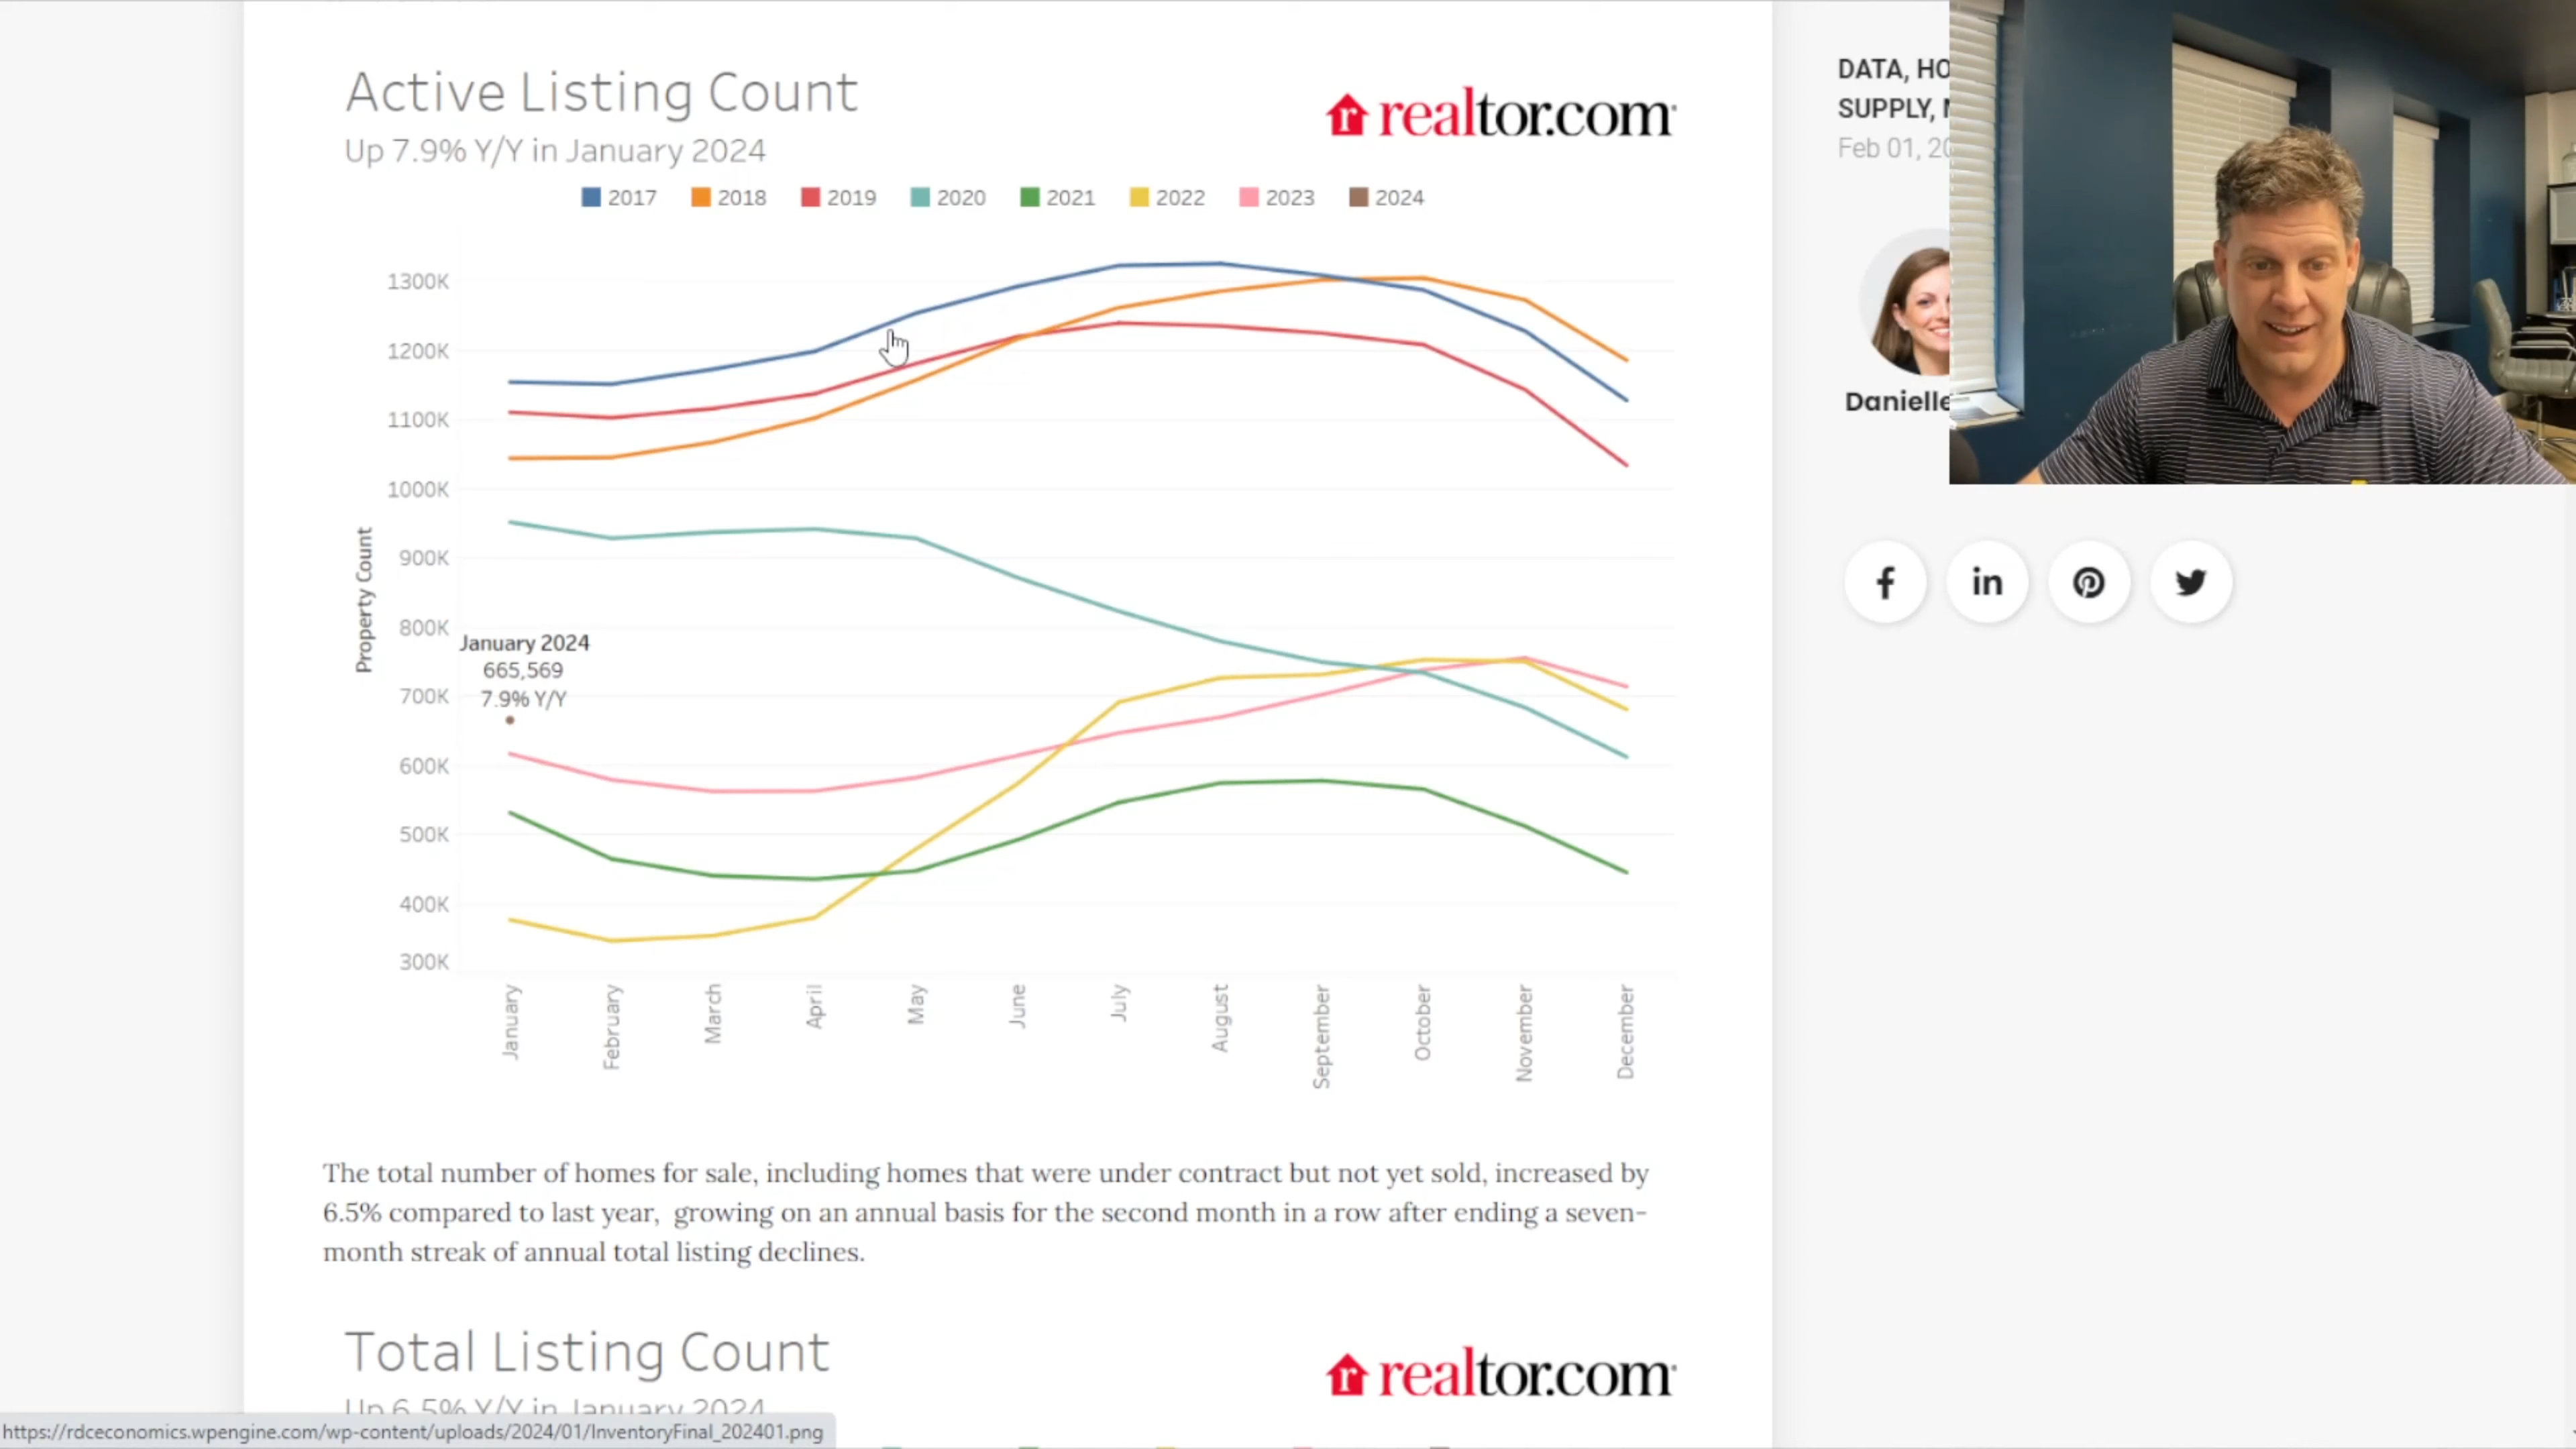 Active Listing Count
realtor.com
Up 7.9% Y/Y in January 2024
2017 2018 2019 2020 2021 2022 2023 2024
1300K
1200K
1100K
1000K
900K
800K
700K
600K
500K
400K
300K
Property Count
January 2024
665,569
7.9% Y/Y
January February March April May June July August September October November December
The total number of homes for sale, including homes that were under contract but not yet sold, increased by
6.5% compared to last year, growing on an annual basis for the second month in a row after ending a seven-
month streak of annual total listing declines.
Total Listing Count
realtor.com
Up 6.5% Y/Y in January 2024
https://rdceconomics.wpengine.com/wp-content/uploads/2024/01/InventoryFinal_202401.png
DATA,
SUPPLY,
Feb 01,
Danielle